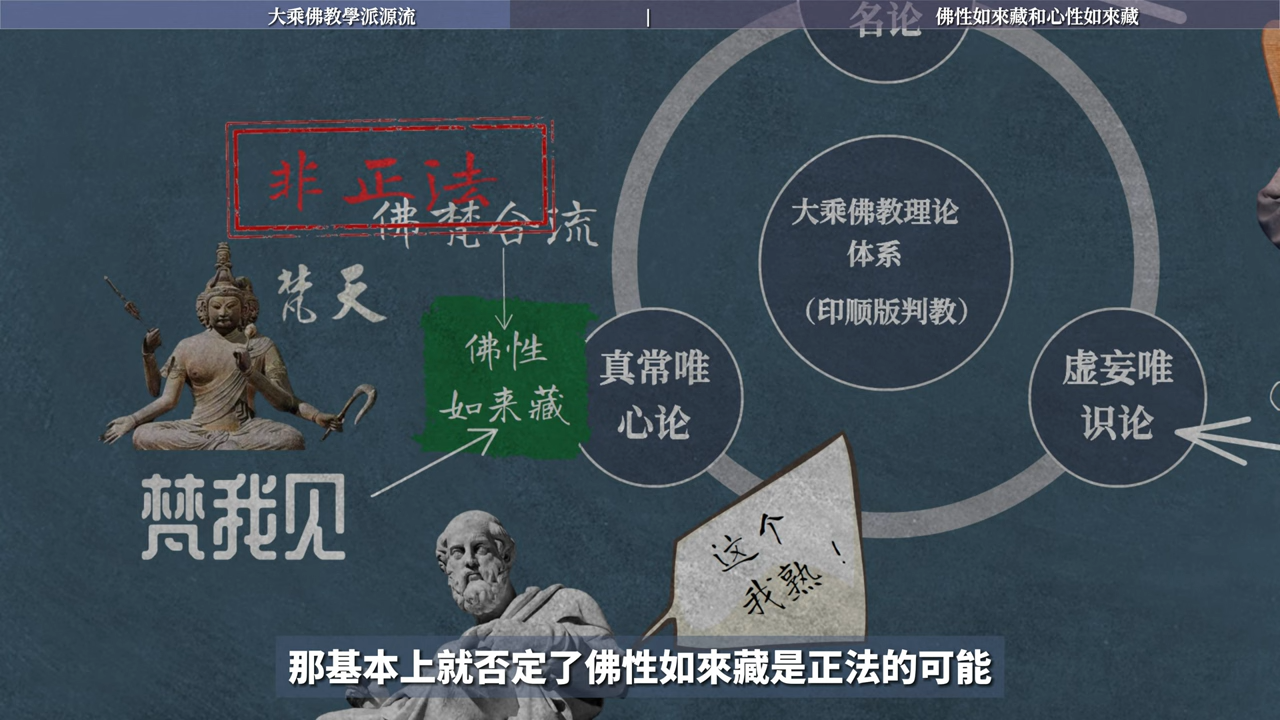 大乘佛教學派源流
|
佛性如來藏和心性如來藏
名论
非正法
佛梵合流
梵天
大乘佛教理论
体系
（印顺版判教）
佛性
如来藏
真常唯
心论
虚妄唯
识论
梵我见
这个
我熟！
那基本上就否定了佛性如來藏是正法的可能